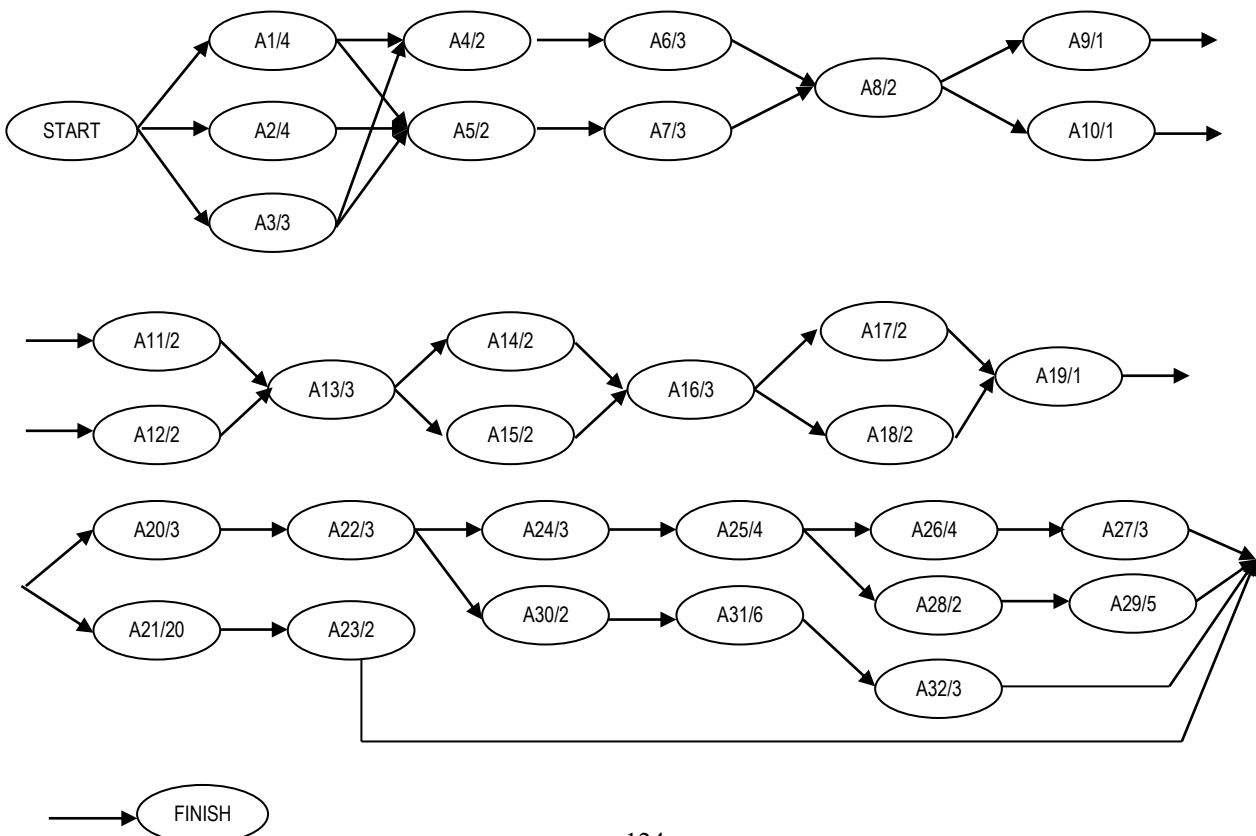 A1/4 A4/2 A6/3 A9/1
A8/2
START A2/4 A5/2 A7/3 A10/1
A3/3
A11/2 A14/2 A17/2
A13/3 A16/3 A19/1
A12/2 A15/2 A18/2
A20/3 A22/3 A24/3 A25/4 A26/4 A27/3
A21/20 A23/2 A30/2 A31/6 A28/2 A29/5
A32/3
FINISH